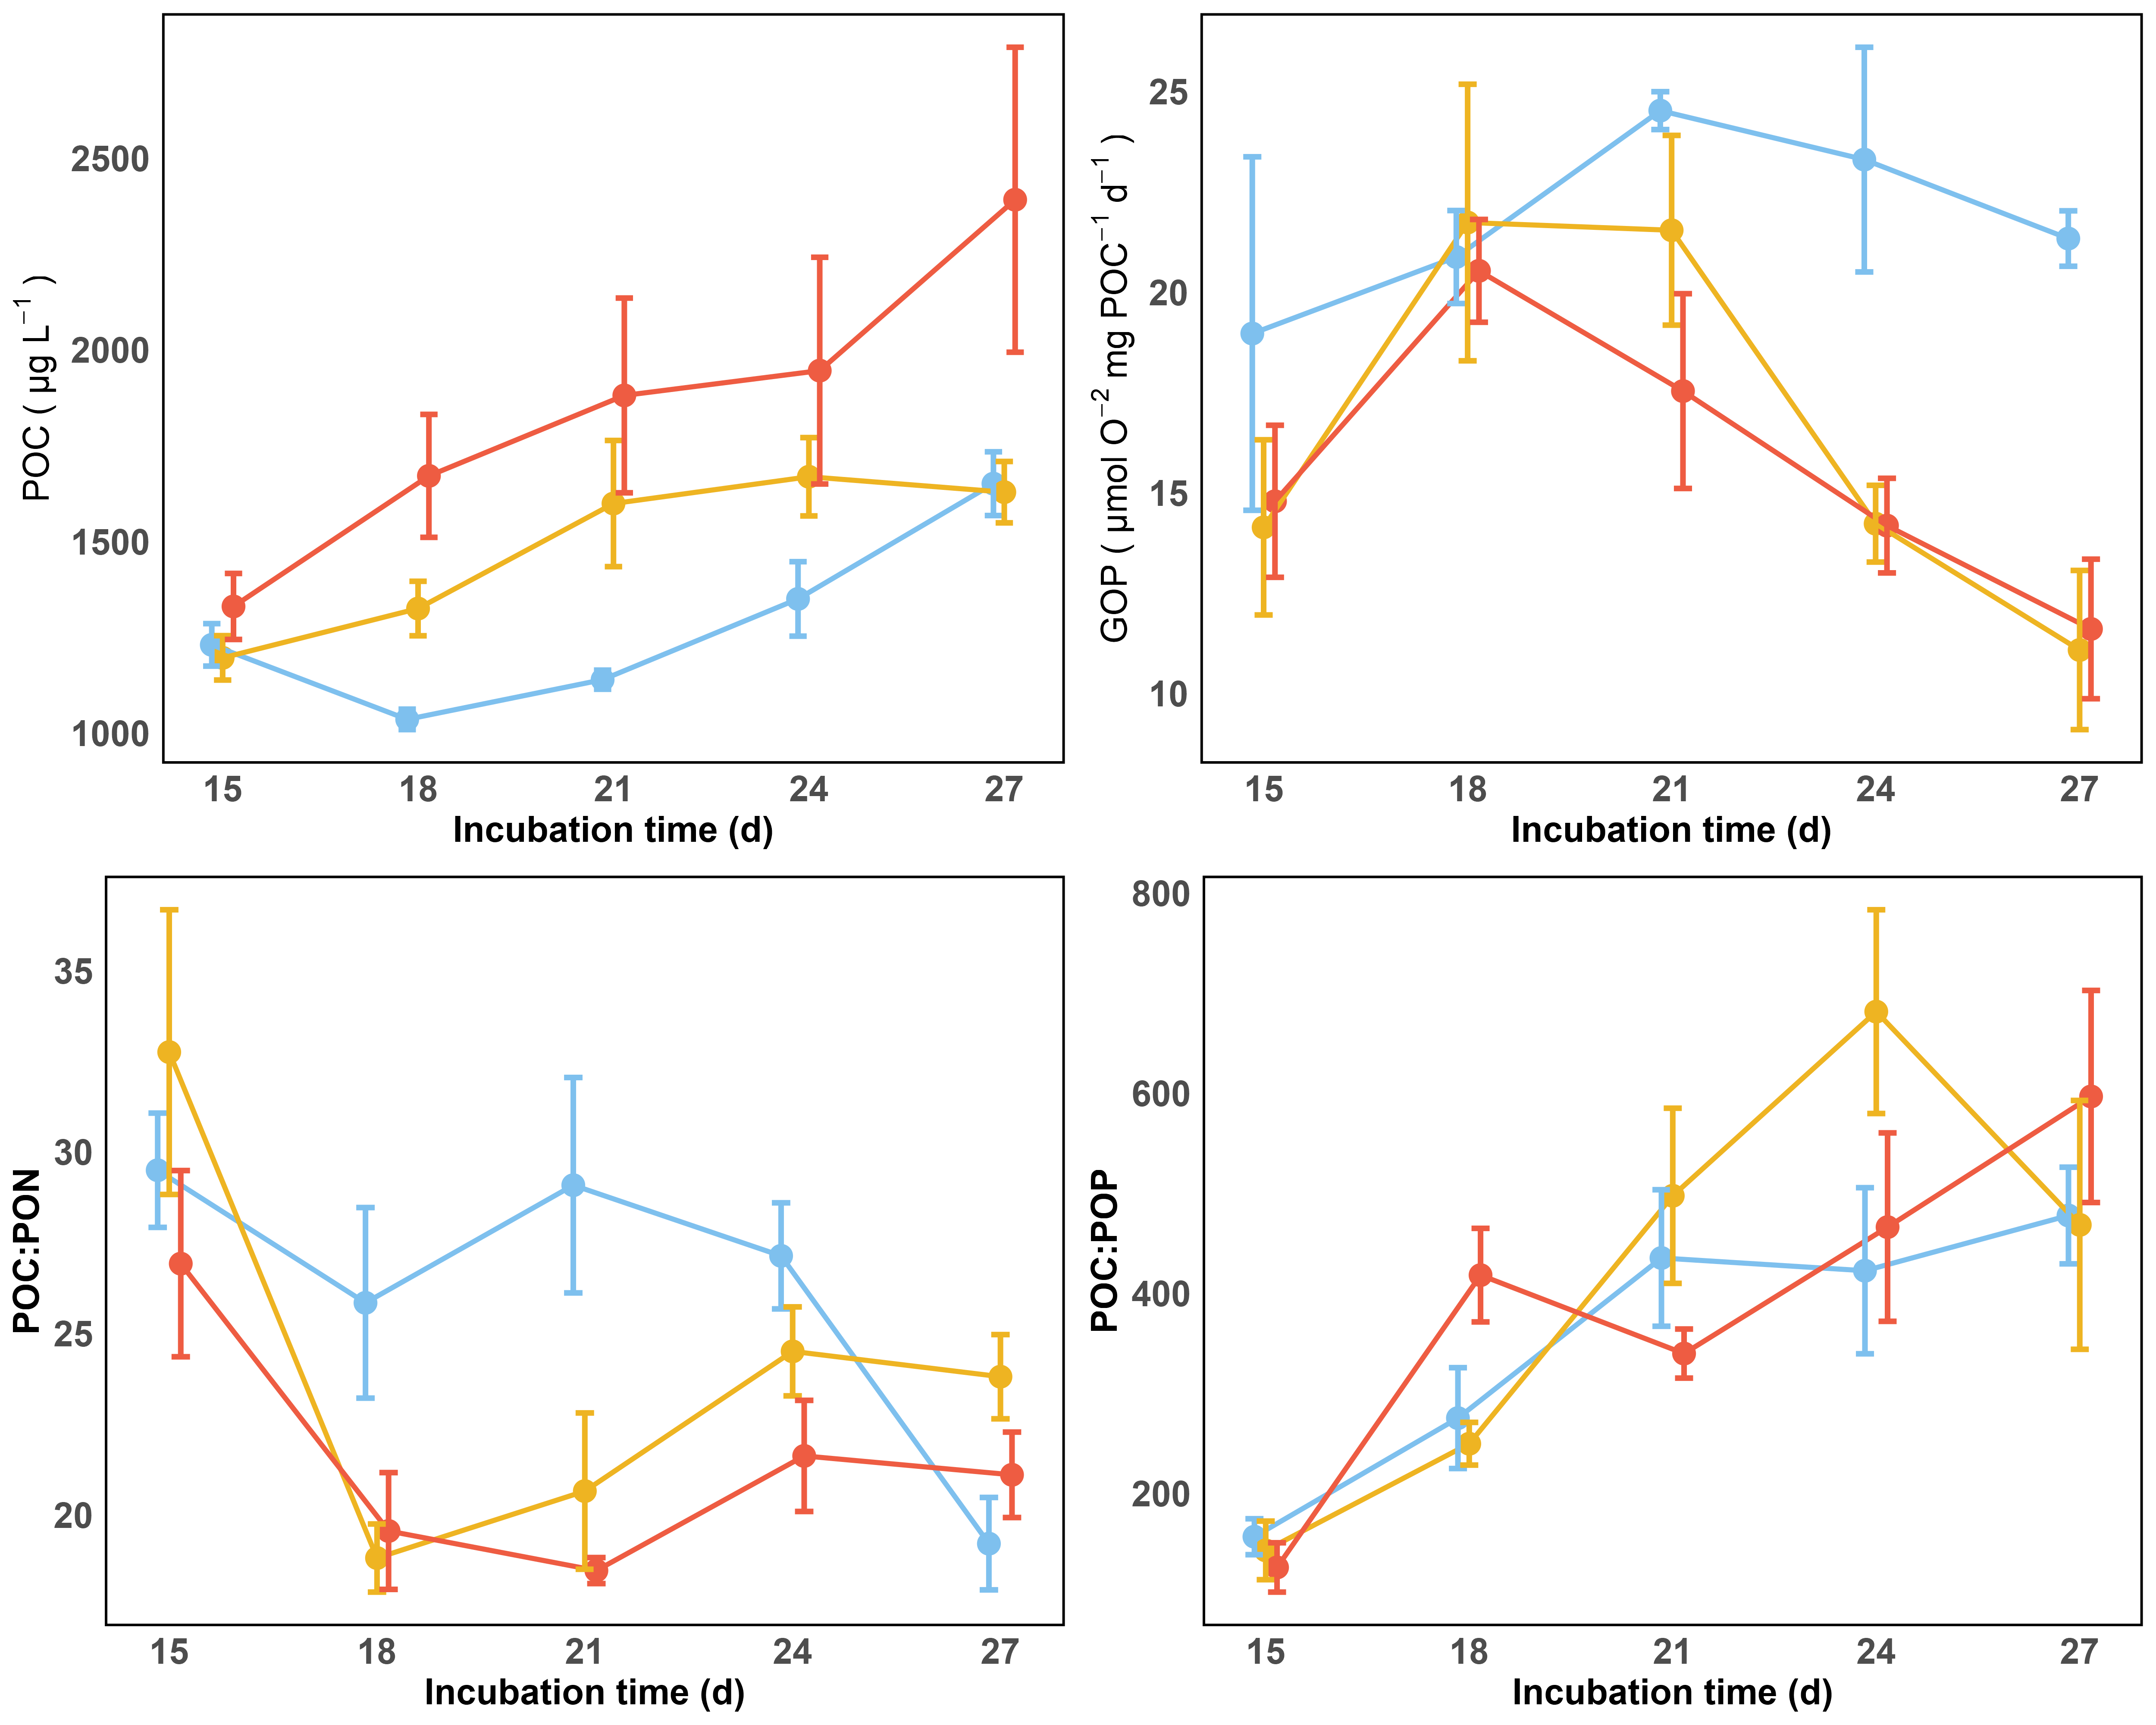 POC ( µg L⁻¹ )
2500
2000
1500
1000
15 18 21 24 27
Incubation time (d)
GOP ( µmol O⁻² mg POC⁻¹ d⁻¹ )
25
20
15
10
15 18 21 24 27
Incubation time (d)
POC:PON
35
30
25
20
15 18 21 24 27
Incubation time (d)
POC:POP
800
600
400
200
15 18 21 24 27
Incubation time (d)